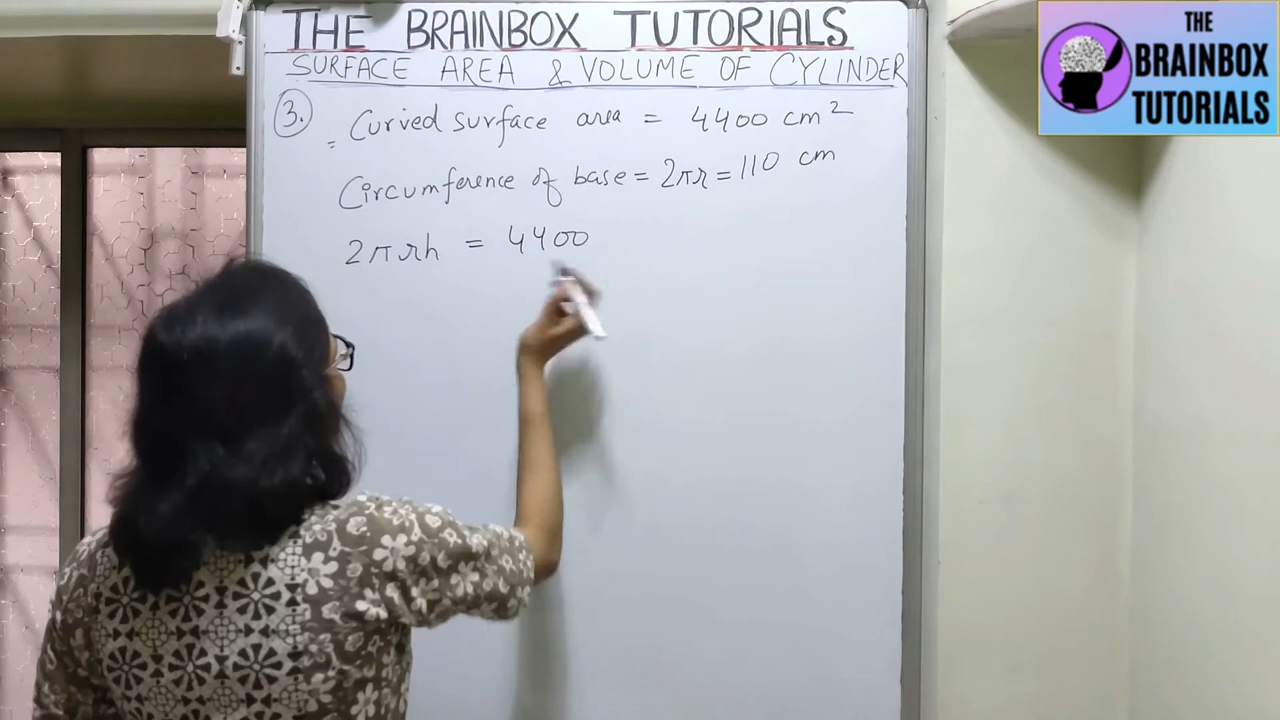 THE BRAINBOX TUTORIALS
SURFACE AREA & VOLUME OF CYLINDER
3. Curved surface area = 4400 cm²
Circumference of base = 2πr = 110 cm
2πrh = 4400
THE
BRAINBOX
TUTORIALS